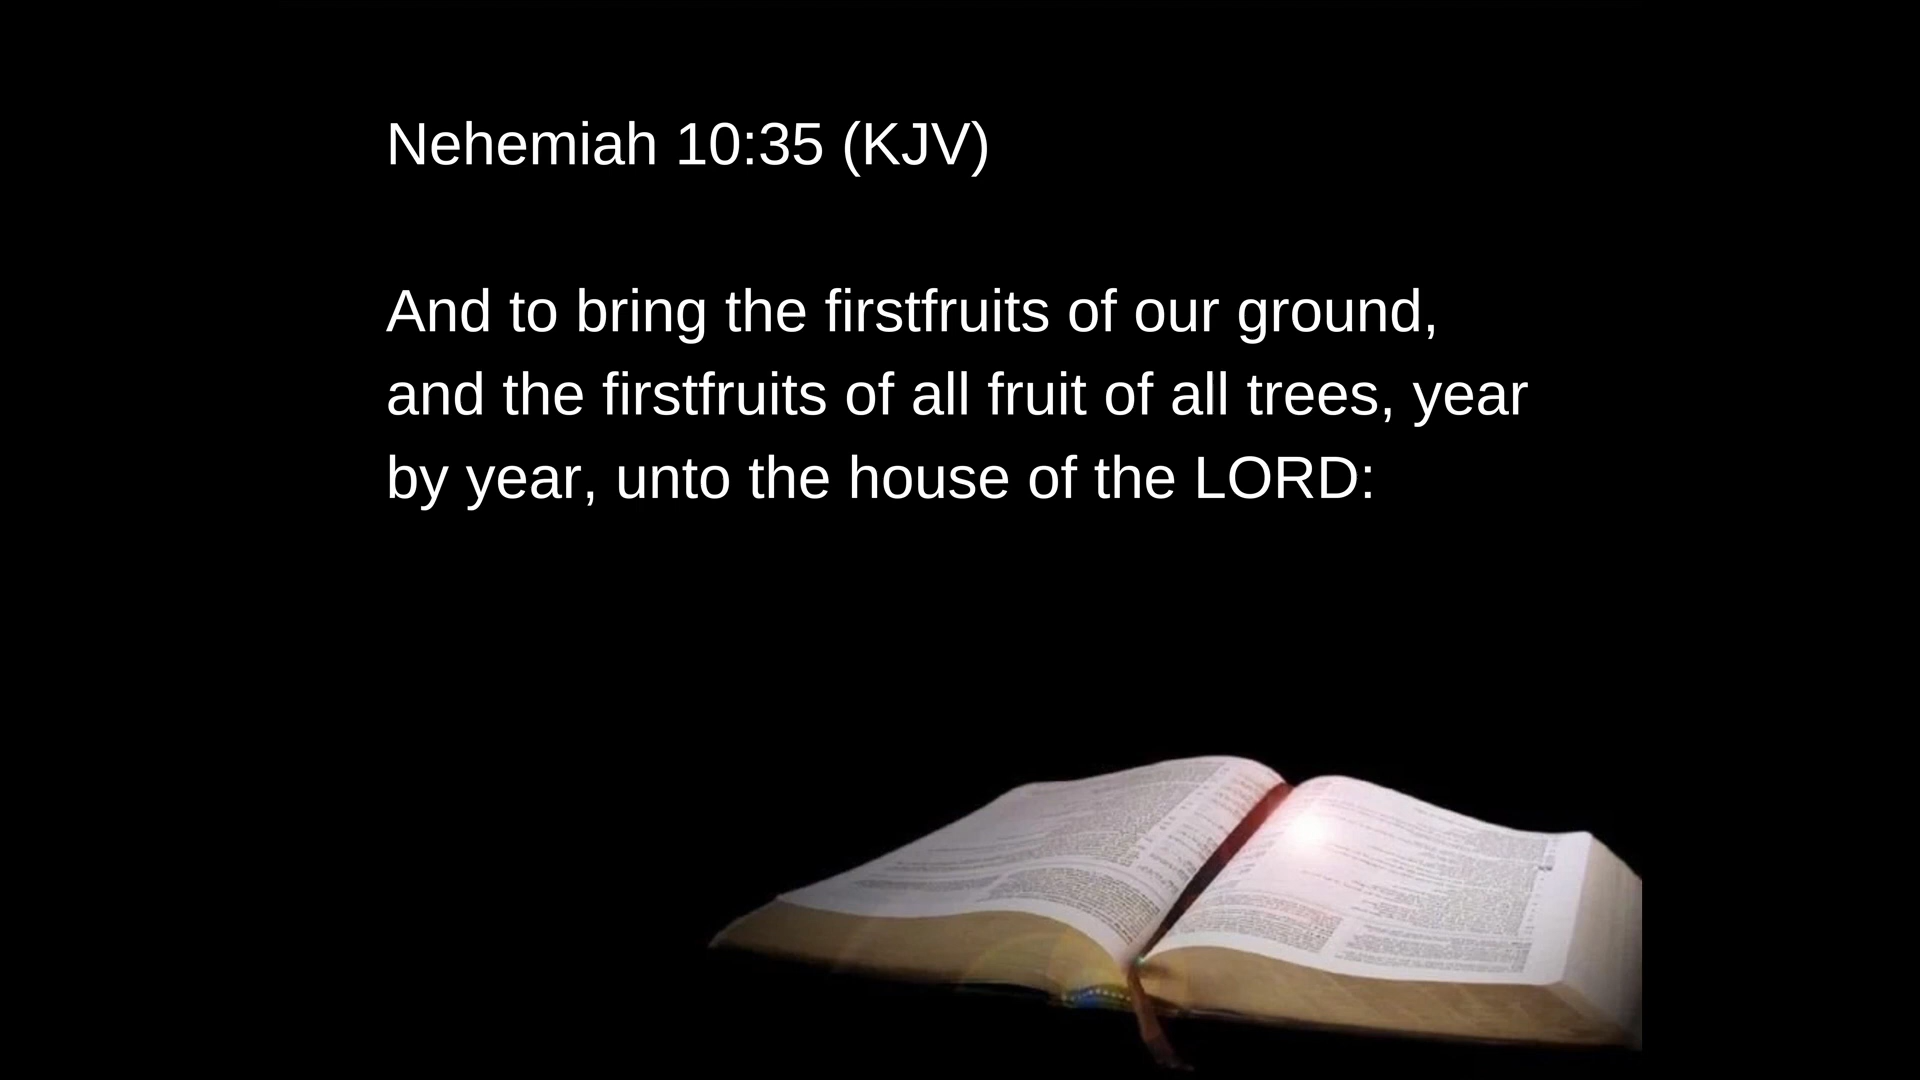 Nehemiah 10:35 (KJV)
And to bring the firstfruits of our ground,
and the firstfruits of all fruit of all trees, year
by year, unto the house of the LORD: